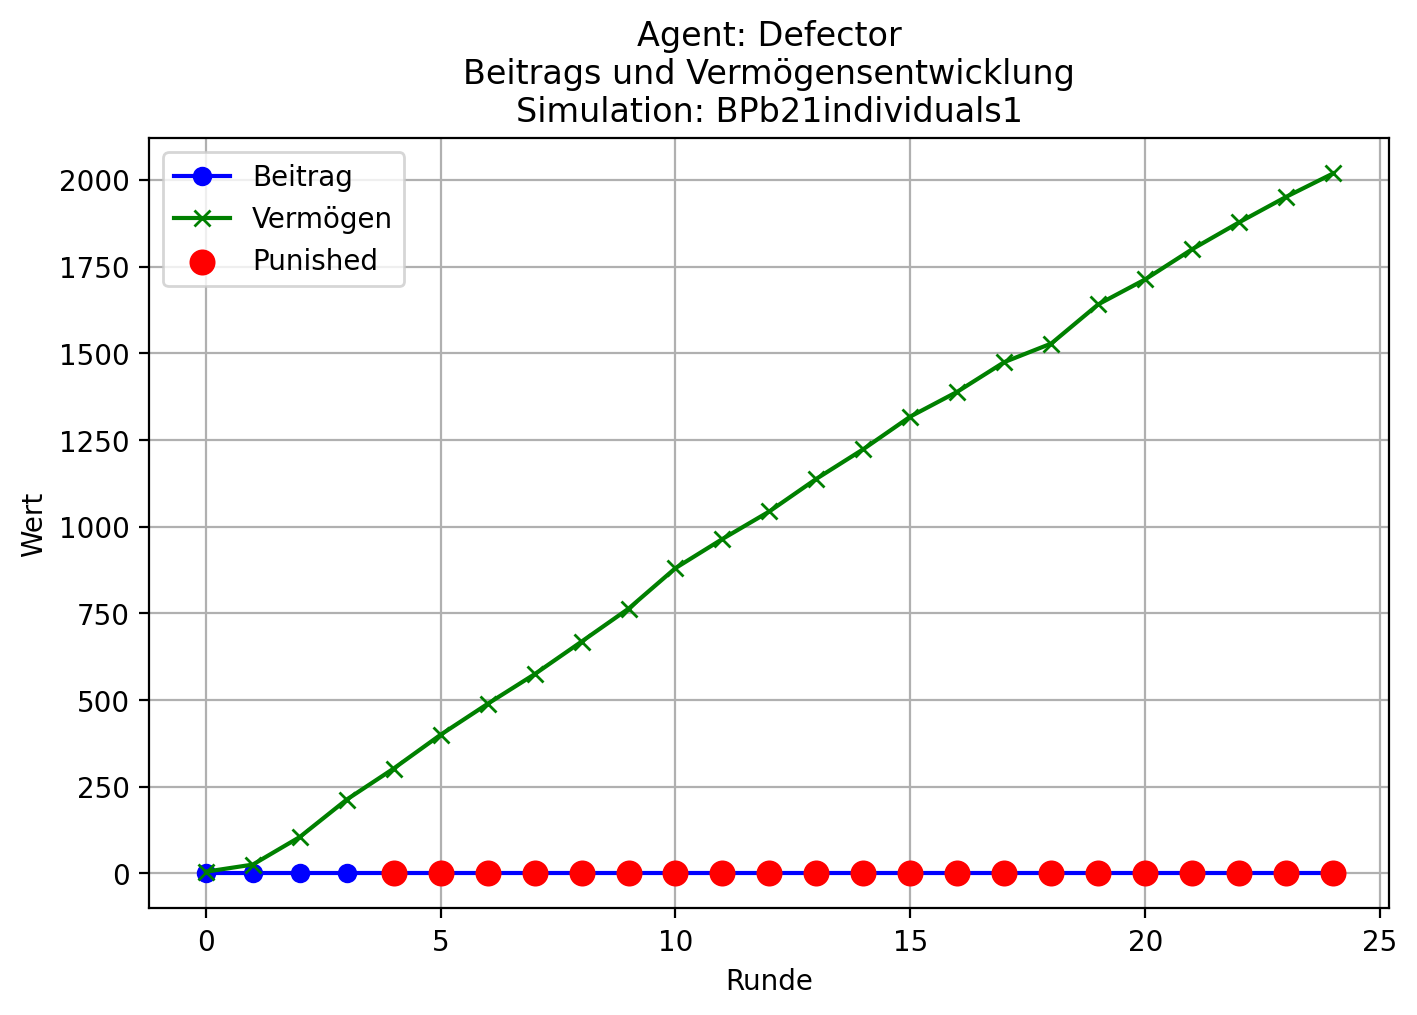 Agent: Defector
Beitrags und Vermögensentwicklung
Simulation: BPb21individuals1
Beitrag
Vermögen
Punished
2000
1750
1500
1250
1000
750
500
250
0
Wert
0 5 10 15 20 25
Runde